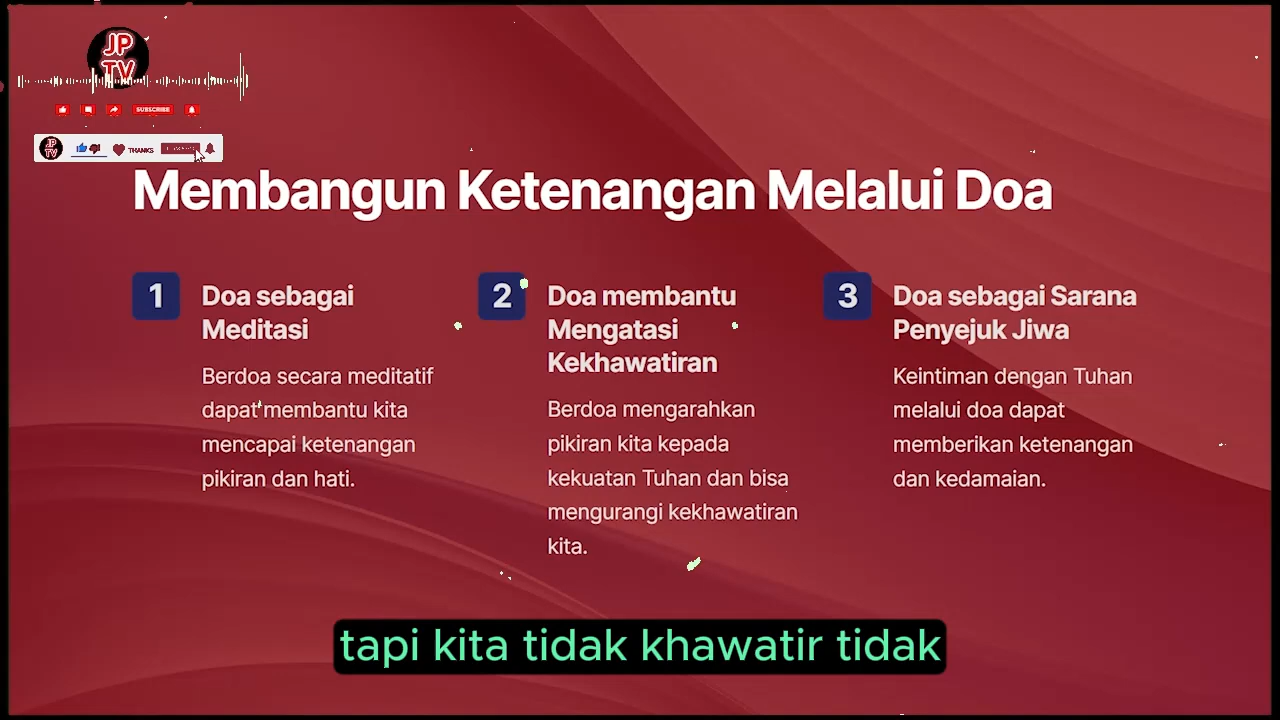 JP
TV
SUBSCRIBE
JP
TV
THANKS
Membangun Ketenangan Melalui Doa
1
Doa sebagai
Meditasi
Berdoa secara meditatif
dapat membantu kita
mencapai ketenangan
pikiran dan hati.
2
Doa membantu
Mengatasi
Kekhawatiran
Berdoa mengarahkan
pikiran kita kepada
kekuatan Tuhan dan bisa
mengurangi kekhawatiran
kita.
3
Doa sebagai Sarana
Penyejuk Jiwa
Keintiman dengan Tuhan
melalui doa dapat
memberikan ketenangan
dan kedamaian.
tapi kita tidak khawatir tidak